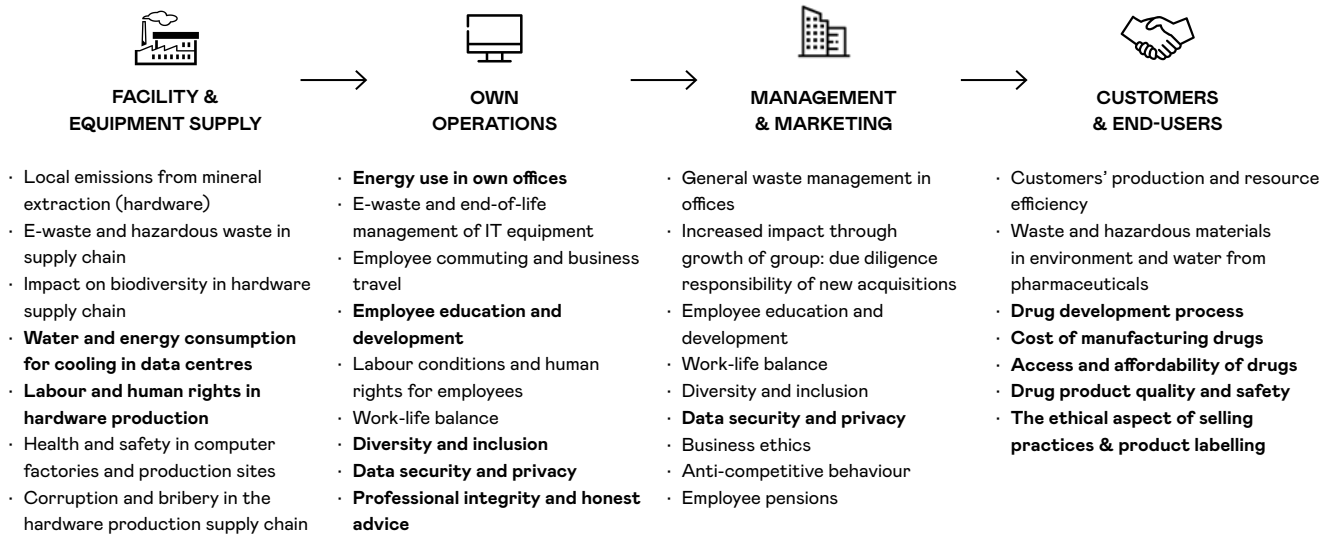 FACILITY &
EQUIPMENT SUPPLY
· Local emissions from mineral
extraction (hardware)
· E-waste and hazardous waste in
supply chain
· Impact on biodiversity in hardware
supply chain
· Water and energy consumption
for cooling in data centres
· Labour and human rights in
hardware production
· Health and safety in computer
factories and production sites
· Corruption and bribery in the
hardware production supply chain
OWN
OPERATIONS
· Energy use in own offices
· E-waste and end-of-life
management of IT equipment
· Employee commuting and business
travel
· Employee education and
development
· Labour conditions and human
rights for employees
· Work-life balance
· Diversity and inclusion
· Data security and privacy
· Professional integrity and honest
advice
MANAGEMENT
& MARKETING
· General waste management in
offices
· Increased impact through
growth of group: due diligence
responsibility of new acquisitions
· Employee education and
development
· Work-life balance
· Diversity and inclusion
· Data security and privacy
· Business ethics
· Anti-competitive behaviour
· Employee pensions
CUSTOMERS
& END-USERS
· Customers’ production and resource
efficiency
· Waste and hazardous materials
in environment and water from
pharmaceuticals
· Drug development process
· Cost of manufacturing drugs
· Access and affordability of drugs
· Drug product quality and safety
· The ethical aspect of selling
practices & product labelling